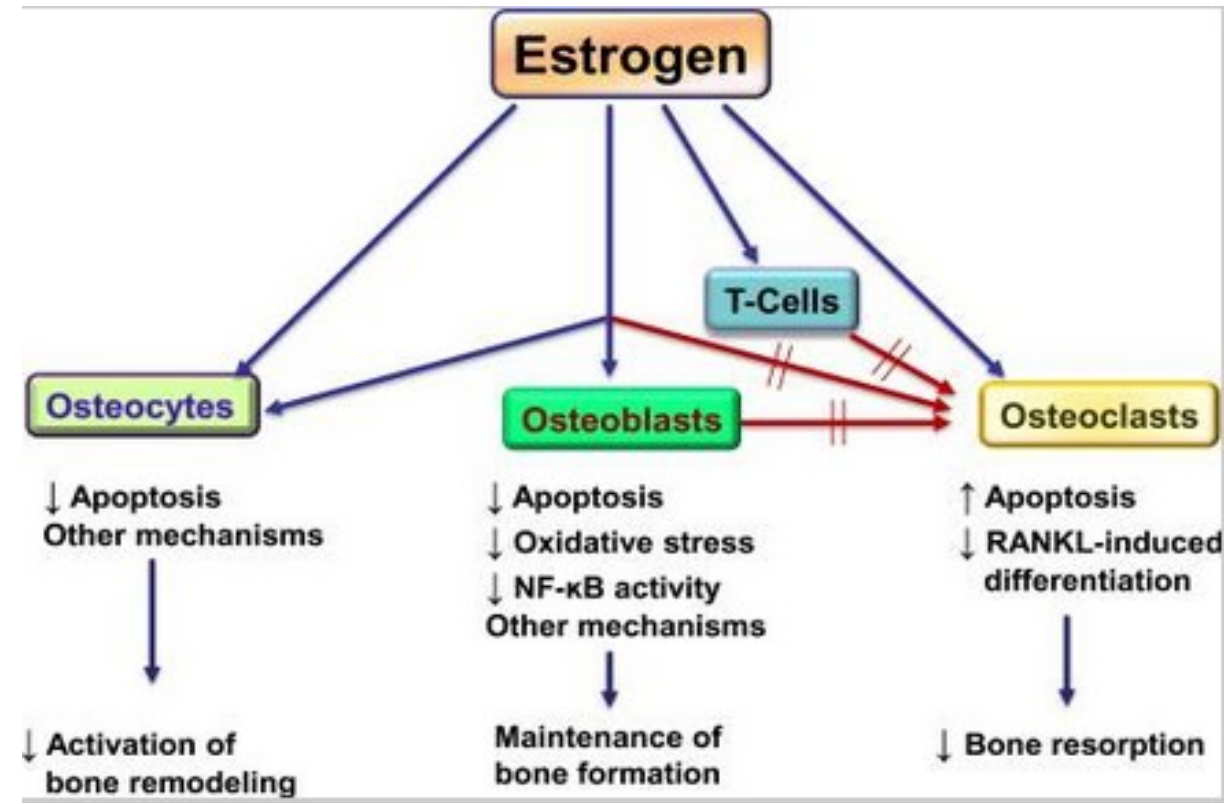 Estrogen
T-Cells
Osteocytes
Osteoblasts
Osteoclasts
↓ Apoptosis
Other mechanisms
↓ Activation of
bone remodeling
↓ Apoptosis
↓ Oxidative stress
↓ NF-κB activity
Other mechanisms
Maintenance of
bone formation
↑ Apoptosis
↓ RANKL-induced
differentiation
↓ Bone resorption